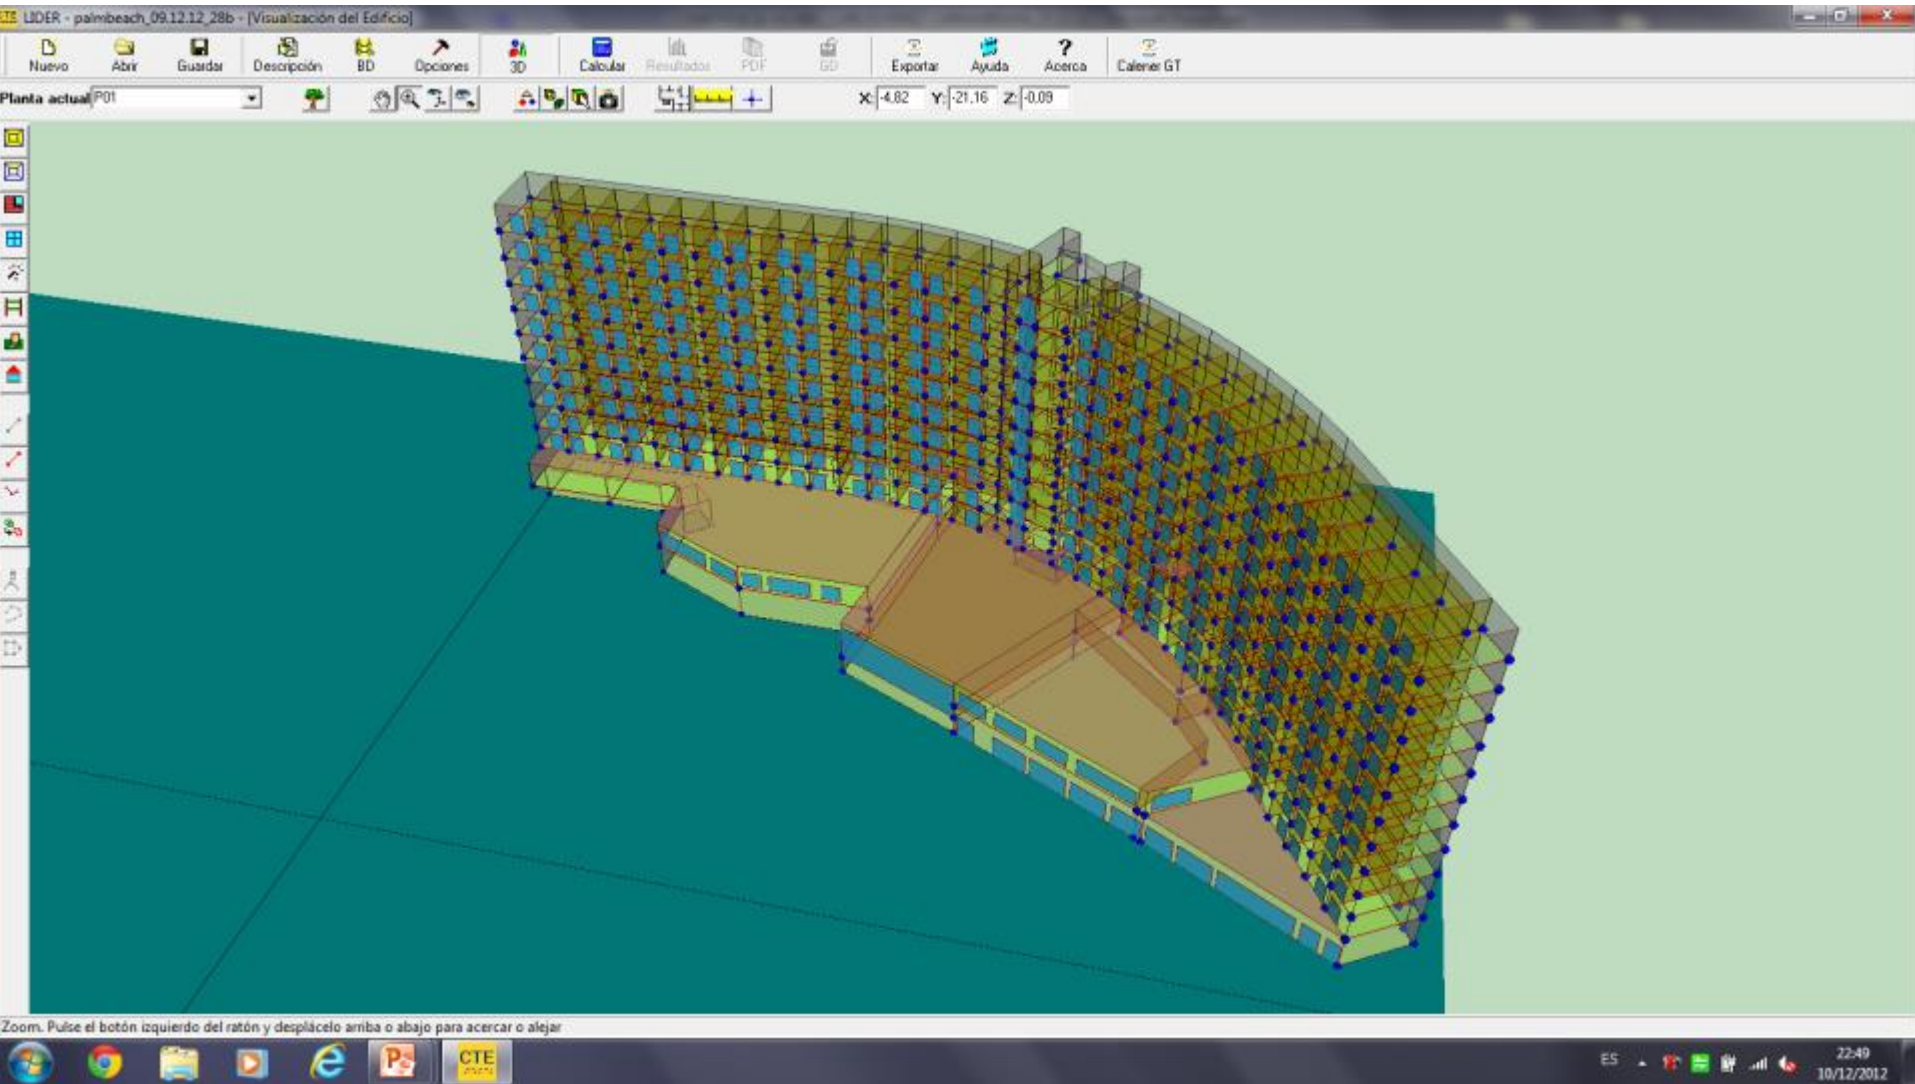 CTE LIDER - palmbeach_09.12.12_28b - [Visualización del Edificio]
Nuevo Abrir Guardar Descripción BD Opciones 3D Calcular Resultados PDF GD Exportar Ayuda Acerca Calener GT
Planta actual P01 X: -4,82 Y: -21,16 Z: -0,09
Zoom. Pulse el botón izquierdo del ratón y desplácelo arriba o abajo para acercar o alejar
CTE ES 22:49
10/12/2012